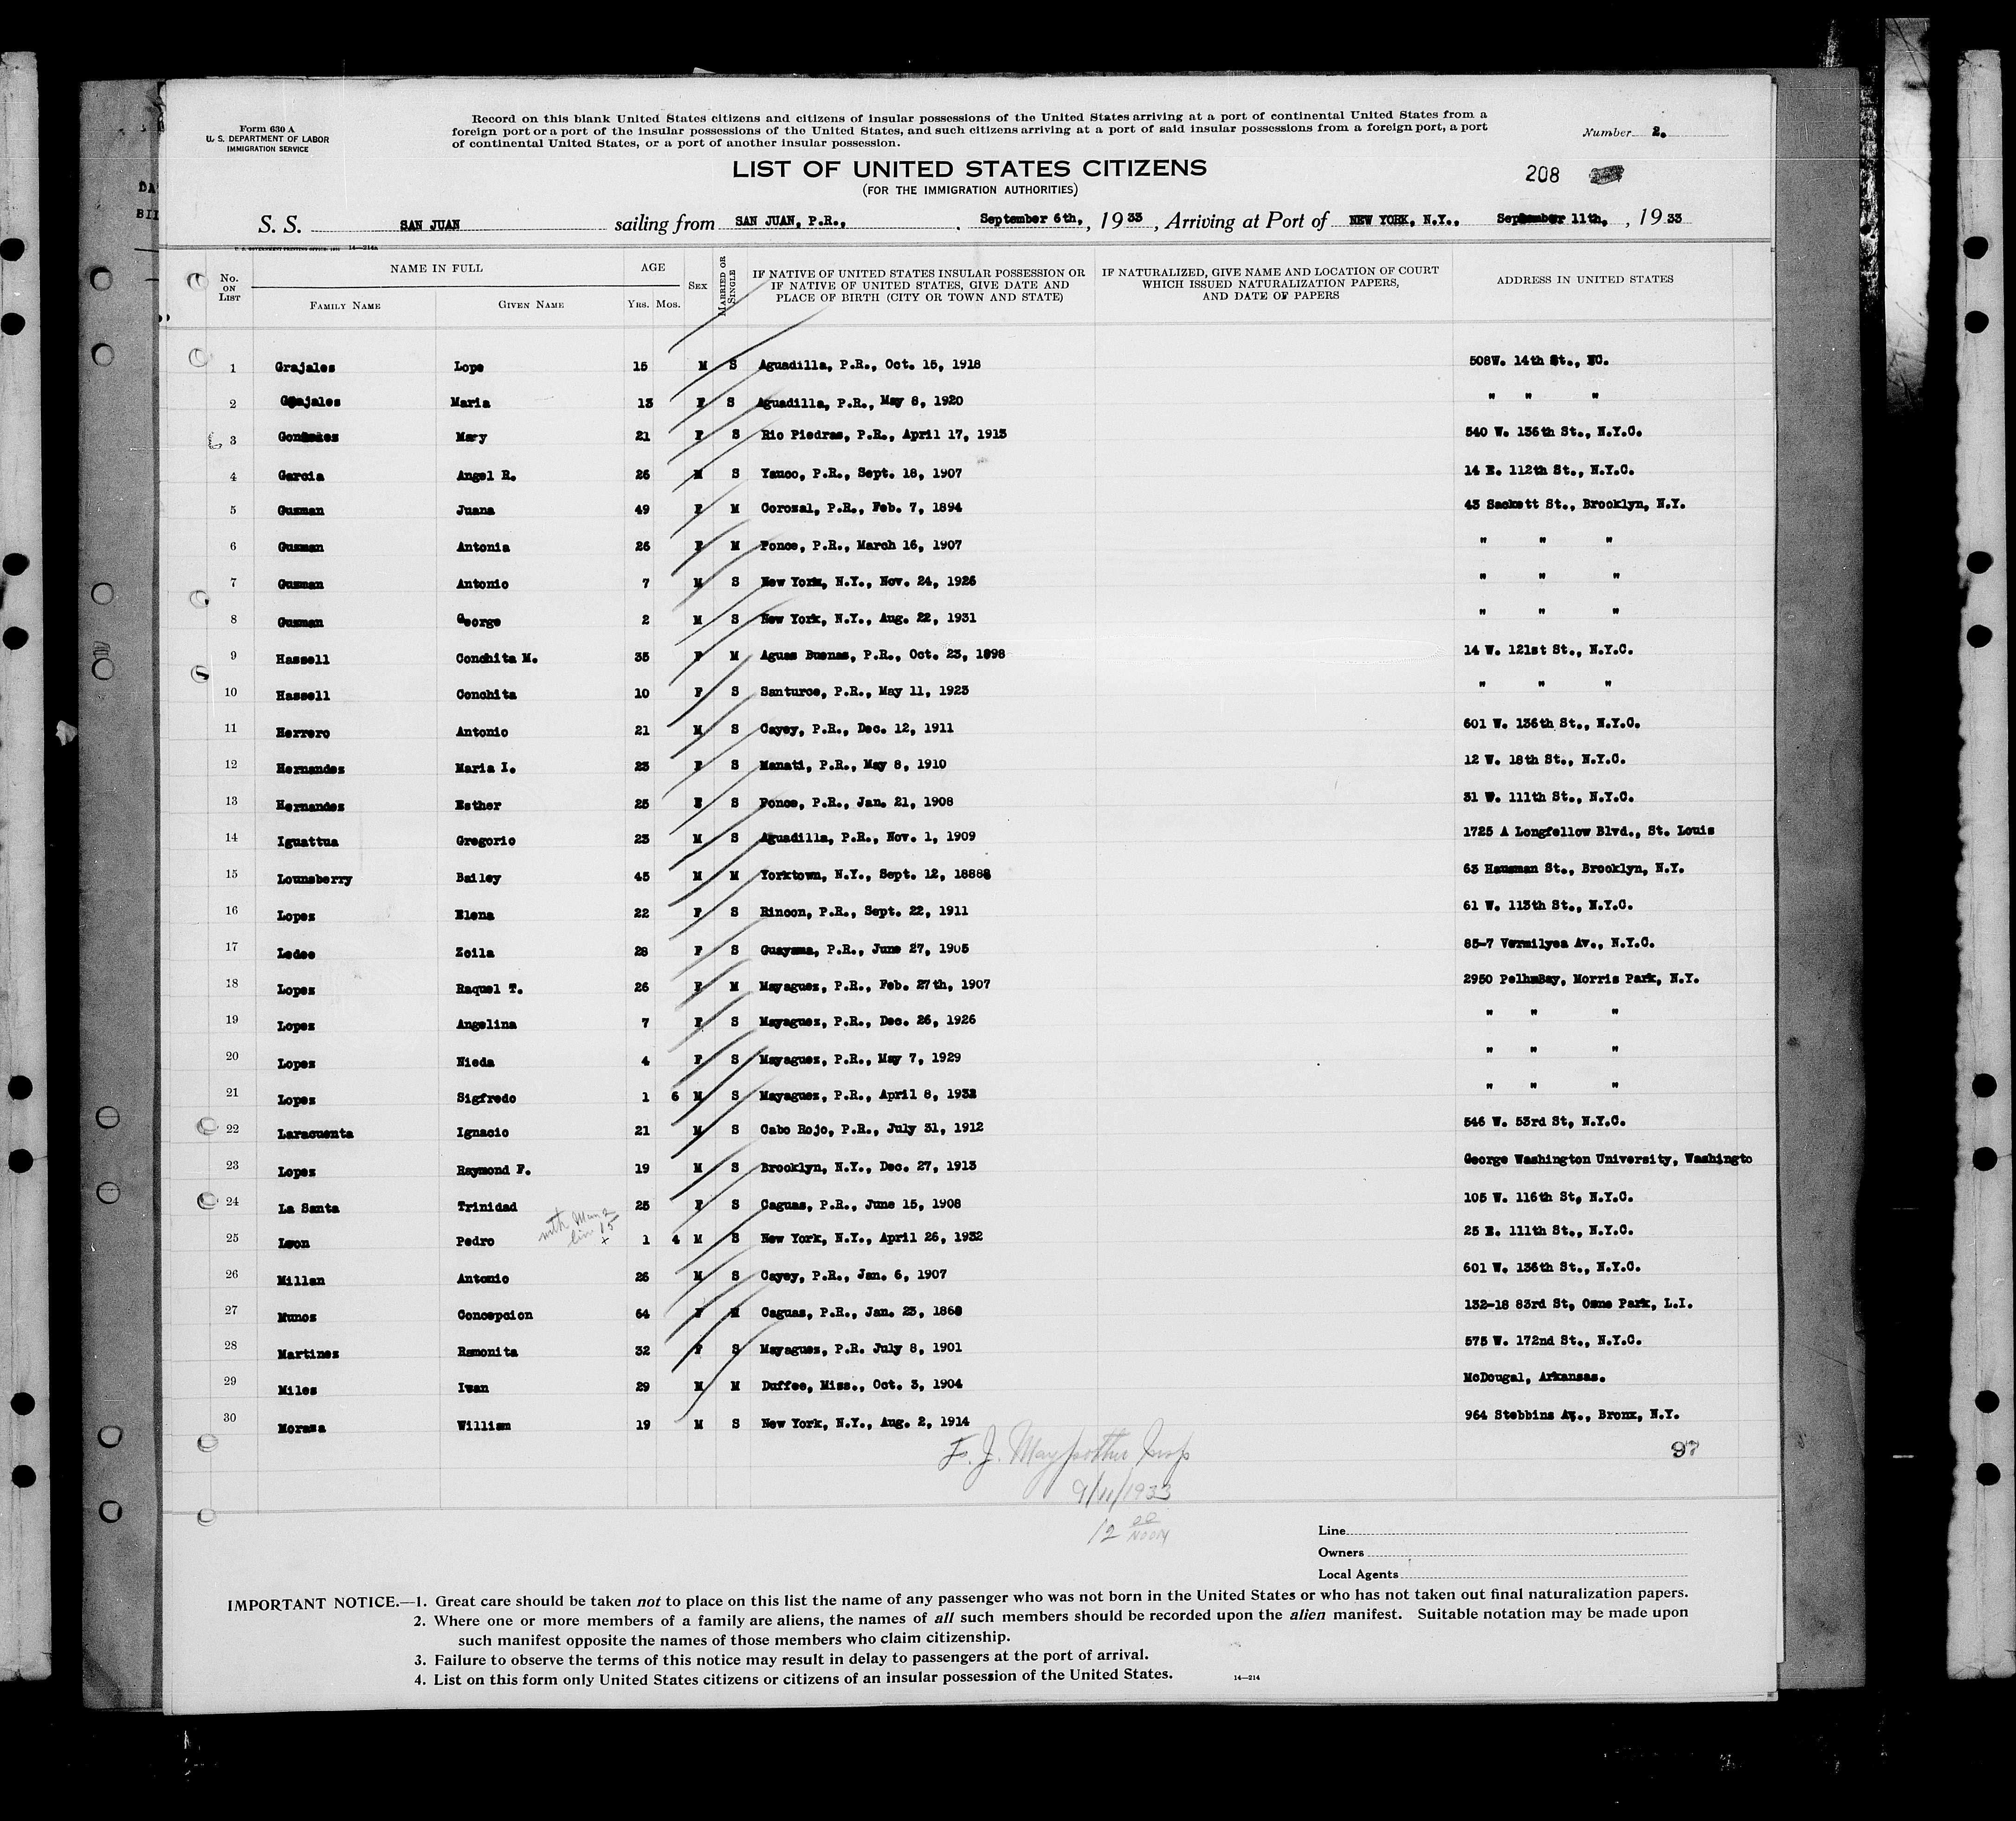 Form 630 A
U. S. DEPARTMENT OF LABOR
IMMIGRATION SERVICE
Record on this blank United States citizens and citizens of insular possessions of the United States arriving at a port of continental United States from a
foreign port or a port of the insular possessions of the United States, and such citizens arriving at a port of said insular possessions from a foreign port, a port
of continental United States, or a port of another insular possession.
Number 2.
LIST OF UNITED STATES CITIZENS
(FOR THE IMMIGRATION AUTHORITIES)
208
S. S. SAN JUAN sailing from SAN JUAN, P.R., September 6th, , 1933 , Arriving at Port of NEW YORK, N.Y., September 11th, , 1933
U. S. GOVERNMENT PRINTING OFFICE: 14—214a
No. ON LIST NAME IN FULL FAMILY NAME GIVEN NAME AGE YRS. MOS. SEX MARRIED OR SINGLE IF NATIVE OF UNITED STATES INSULAR POSSESSION OR IF NATIVE OF UNITED STATES, GIVE DATE AND PLACE OF BIRTH (CITY OR TOWN AND STATE) IF NATURALIZED, GIVE NAME AND LOCATION OF COURT WHICH ISSUED NATURALIZATION PAPERS, AND DATE OF PAPERS ADDRESS IN UNITED STATES
1 Grajales Lope 15 M S Aguadilla, P.R., Oct. 15, 1918 508W. 14th St., NC.
2 Grajales Maria 13 F S Aguadilla, P.R., May 8, 1920 " " "
3 Gonzales Mary 21 F S Rio Piedras, P.R., April 17, 1913 540 W. 136th St., N.Y.C.
4 Garcia Angel R. 26 M S Yauco, P.R., Sept. 18, 1907 14 E. 112th St., N.Y.C.
5 Guzman Juana 49 F M Corozal, P.R., Feb. 7, 1894 43 Sackett St., Brooklyn, N.Y.
6 Guzman Antonia 26 F M Ponce, P.R., March 16, 1907 " " "
7 Guzman Antonio 7 M S New York, N.Y., Nov. 24, 1926 " " "
8 Guzman George 2 M S New York, N.Y., Aug. 22, 1931 " " "
9 Hassell Conchita M. 35 F M Aguas Buenas, P.R., Oct. 23, 1898 14 W. 121st St., N.Y.C.
10 Hassell Conchita 10 F S Santurce, P.R., May 11, 1923 " " "
11 Herrero Antonio 21 M S Cayey, P.R., Dec. 12, 1911 601 W. 136th St., N.Y.C.
12 Hernandez Maria I. 23 F S Manati, P.R., May 8, 1910 12 W. 18th St., N.Y.C.
13 Hernandez Esther 25 F S Ponce, P.R., Jan. 21, 1908 31 W. 111th St., N.Y.C.
14 Iguattua Gregorio 23 M S Aguadilla, P.R., Nov. 1, 1909 1725 A Longfellow Blvd., St. Louis
15 Lounsberry Bailey 45 M M Yorktown, N.Y., Sept. 12, 18888 63 Hausman St., Brooklyn, N.Y.
16 Lopez Elena 22 F S Rincon, P.R., Sept. 22, 1911 61 W. 113th St., N.Y.C.
17 Ledee Zoila 28 F S Guayama, P.R., June 27, 1905 85-7 Vermilyea Av., N.Y.C.
18 Lopez Raquel T. 26 F M Mayaguez, P.R., Feb. 27th, 1907 2950 PelhmBay, Morris Park, N.Y.
19 Lopez Angelina 7 F S Mayaguez, P.R., Dec. 26, 1926 " " "
20 Lopez Nieda 4 F S Mayaguez, P.R., May 7, 1929 " " "
21 Lopez Sigfredo 1 6 M S Mayaguez, P.R., April 8, 1932 " " "
22 Laracuenta Ignacio 21 M S Cabo Rojo, P.R., July 31, 1912 546 W. 53rd St, N.Y.C.
23 Lopez Raymond F. 19 M S Brooklyn, N.Y., Dec. 27, 1913 George Washington University, Washingto
24 La Santa Trinidad 25 F S Caguas, P.R., June 15, 1908 105 W. 116th St, N.Y.C.
with Man 2
line 15
x
25 Leon Pedro 1 4 M S New York, N.Y., April 26, 1932 25 E. 111th St., N.Y.C.
26 Millan Antonio 26 M S Cayey, P.R., Jan. 6, 1907 601 W. 136th St., N.Y.C.
27 Munoz Concepcion 64 F M Caguas, P.R., Jan. 23, 1868 132-18 83rd St, Ozne Park, L.I.
28 Martinez Ramonita 32 F S Mayaguez, P.R. July 8, 1901 575 W. 172nd St., N.Y.C.
29 Miles Iwan 29 M M Duffee, Miss., Oct. 3, 1904 McDougal, Arkansas.
30 Moraza William 19 M S New York, N.Y., Aug. 2, 1914 964 Stebbins Av., Bronx, N.Y.
97
F. J. Insp
9/11/1933
12 00 NOON
Line
Owners
Local Agents
IMPORTANT NOTICE.—1. Great care should be taken not to place on this list the name of any passenger who was not born in the United States or who has not taken out final naturalization papers.
2. Where one or more members of a family are aliens, the names of all such members should be recorded upon the alien manifest. Suitable notation may be made upon
such manifest opposite the names of those members who claim citizenship.
3. Failure to observe the terms of this notice may result in delay to passengers at the port of arrival.
4. List on this form only United States citizens or citizens of an insular possession of the United States.
14—214